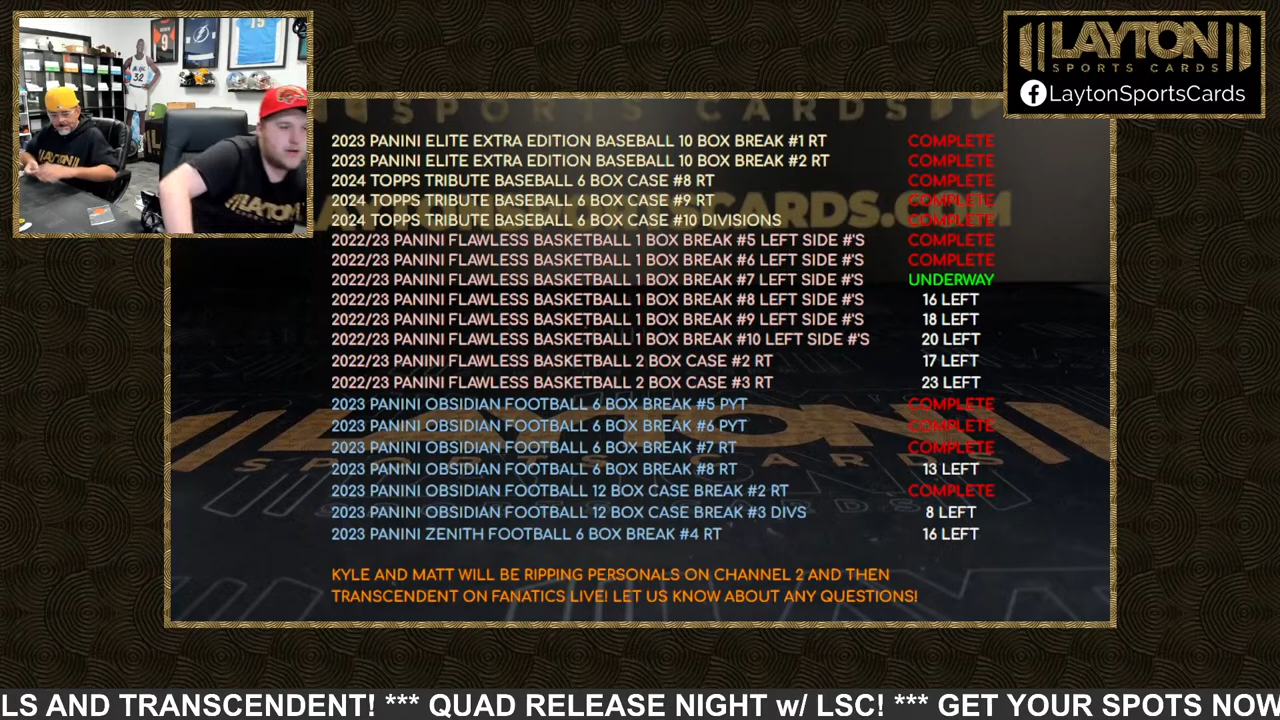 LAYTON
SPORTS CARDS
LaytonSportsCards
SPORTS CARDS
2023 PANINI ELITE EXTRA EDITION BASEBALL 10 BOX BREAK #1 RT COMPLETE
2023 PANINI ELITE EXTRA EDITION BASEBALL 10 BOX BREAK #2 RT COMPLETE
2024 TOPPS TRIBUTE BASEBALL 6 BOX CASE #8 RT COMPLETE
2024 TOPPS TRIBUTE BASEBALL 6 BOX CASE #9 RT COMPLETE
2024 TOPPS TRIBUTE BASEBALL 6 BOX CASE #10 DIVISIONS COMPLETE
2022/23 PANINI FLAWLESS BASKETBALL 1 BOX BREAK #5 LEFT SIDE #'S COMPLETE
2022/23 PANINI FLAWLESS BASKETBALL 1 BOX BREAK #6 LEFT SIDE #'S COMPLETE
2022/23 PANINI FLAWLESS BASKETBALL 1 BOX BREAK #7 LEFT SIDE #'S UNDERWAY
2022/23 PANINI FLAWLESS BASKETBALL 1 BOX BREAK #8 LEFT SIDE #'S 16 LEFT
2022/23 PANINI FLAWLESS BASKETBALL 1 BOX BREAK #9 LEFT SIDE #'S 18 LEFT
2022/23 PANINI FLAWLESS BASKETBALL 1 BOX BREAK #10 LEFT SIDE #'S 20 LEFT
2022/23 PANINI FLAWLESS BASKETBALL 2 BOX CASE #2 RT 17 LEFT
2022/23 PANINI FLAWLESS BASKETBALL 2 BOX CASE #3 RT 23 LEFT
2023 PANINI OBSIDIAN FOOTBALL 6 BOX BREAK #5 PYT COMPLETE
2023 PANINI OBSIDIAN FOOTBALL 6 BOX BREAK #6 PYT COMPLETE
2023 PANINI OBSIDIAN FOOTBALL 6 BOX BREAK #7 RT COMPLETE
2023 PANINI OBSIDIAN FOOTBALL 6 BOX BREAK #8 RT 13 LEFT
2023 PANINI OBSIDIAN FOOTBALL 12 BOX CASE BREAK #2 RT COMPLETE
2023 PANINI OBSIDIAN FOOTBALL 12 BOX CASE BREAK #3 DIVS 8 LEFT
2023 PANINI ZENITH FOOTBALL 6 BOX BREAK #4 RT 16 LEFT
KYLE AND MATT WILL BE RIPPING PERSONALS ON CHANNEL 2 AND THEN
TRANSCENDENT ON FANATICS LIVE! LET US KNOW ABOUT ANY QUESTIONS!
LS AND TRANSCENDENT! *** QUAD RELEASE NIGHT w/ LSC! *** GET YOUR SPOTS NOW